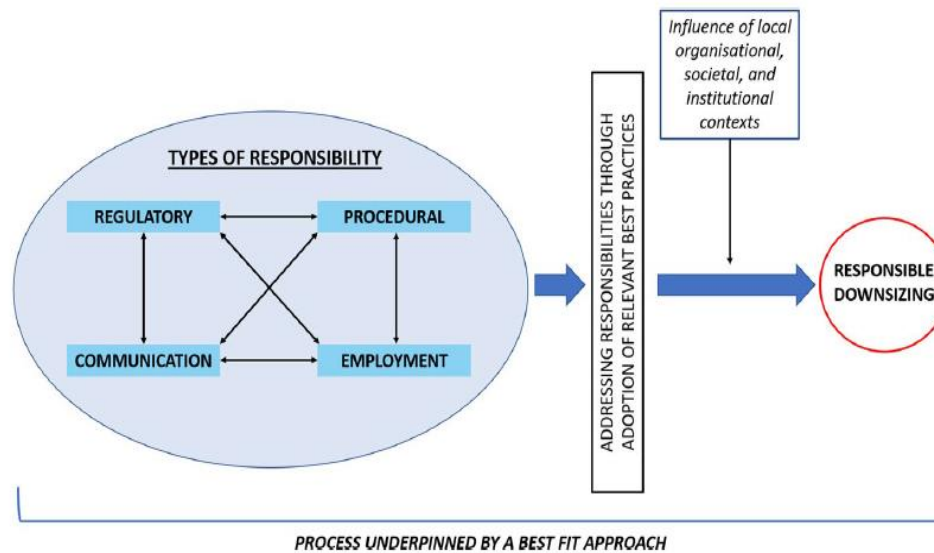 Influence of local
organisational,
societal, and
institutional
contexts
TYPES OF RESPONSIBILITY
REGULATORY
PROCEDURAL
COMMUNICATION
EMPLOYMENT
ADDRESSING RESPONSIBILITIES THROUGH
ADOPTION OF RELEVANT BEST PRACTICES
RESPONSIBLE
DOWNSIZING
PROCESS UNDERPINNED BY A BEST FIT APPROACH